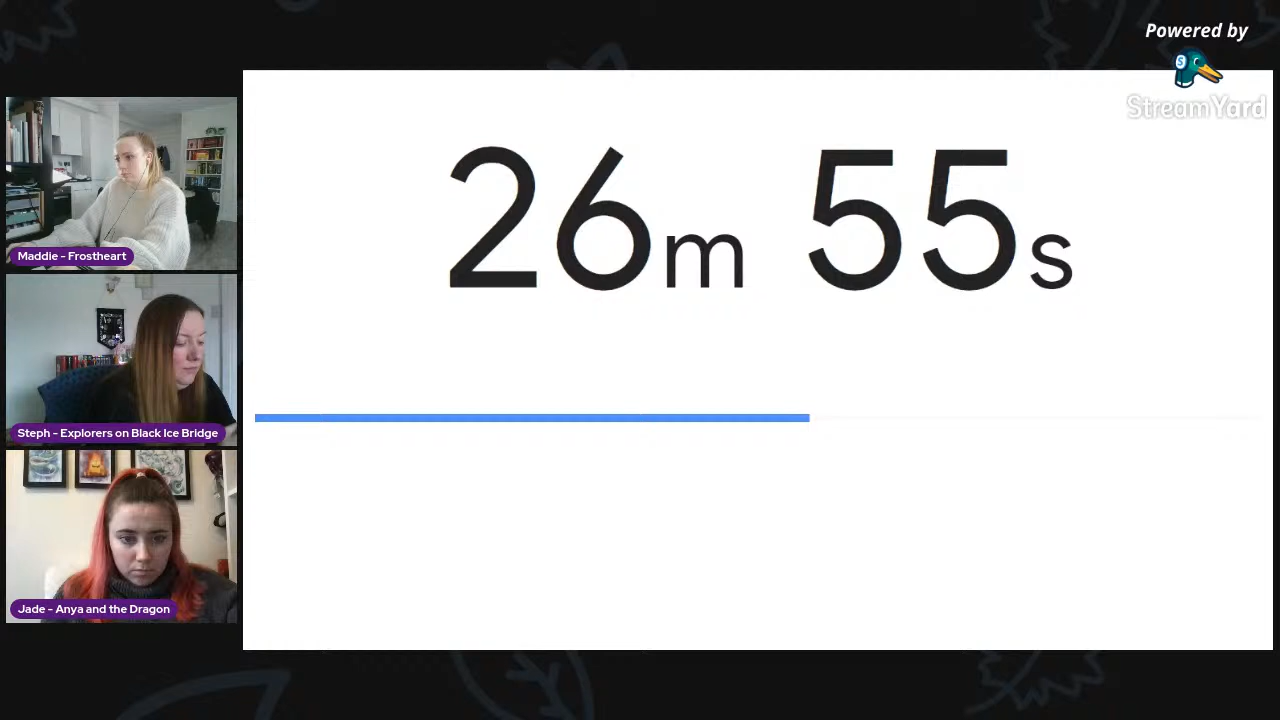 Powered by
StreamYard
26m 55s
Maddie - Frostheart
Steph - Explorers on Black Ice Bridge
Jade - Anya and the Dragon